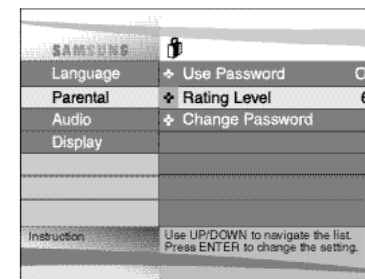 SAMSUNG
Language
Use Password
Parental
Rating Level 6
Audio
Change Password
Display
Instruction
Use UP/DOWN to navigate the list.
Press ENTER to change the setting.